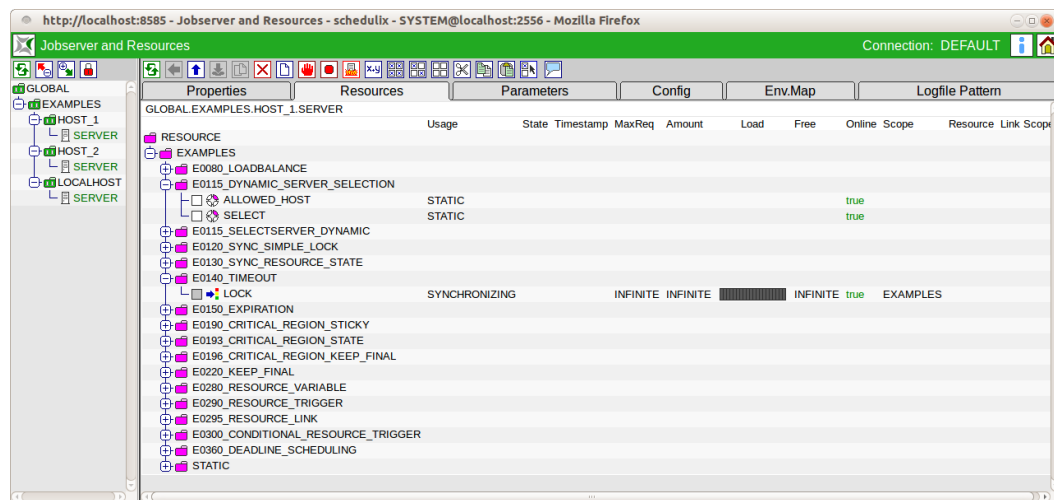 http://localhost:8585 - Jobserver and Resources - schedulix - SYSTEM@localhost:2556 - Mozilla Firefox
Jobserver and Resources Connection: DEFAULT
GLOBAL
EXAMPLES
HOST_1
SERVER
HOST_2
SERVER
LOCALHOST
SERVER
x,y
Properties Resources Parameters Config Env.Map Logfile Pattern
GLOBAL.EXAMPLES.HOST_1.SERVER
Usage State Timestamp MaxReq Amount Load Free Online Scope Resource Link Scope
RESOURCE
EXAMPLES
E0080_LOADBALANCE
E0115_DYNAMIC_SERVER_SELECTION
ALLOWED_HOST STATIC true
SELECT STATIC true
E0115_SELECTSERVER_DYNAMIC
E0120_SYNC_SIMPLE_LOCK
E0130_SYNC_RESOURCE_STATE
E0140_TIMEOUT
LOCK SYNCHRONIZING INFINITE INFINITE INFINITE true EXAMPLES
E0150_EXPIRATION
E0190_CRITICAL_REGION_STICKY
E0193_CRITICAL_REGION_STATE
E0196_CRITICAL_REGION_KEEP_FINAL
E0220_KEEP_FINAL
E0280_RESOURCE_VARIABLE
E0290_RESOURCE_TRIGGER
E0295_RESOURCE_LINK
E0300_CONDITIONAL_RESOURCE_TRIGGER
E0360_DEADLINE_SCHEDULING
STATIC